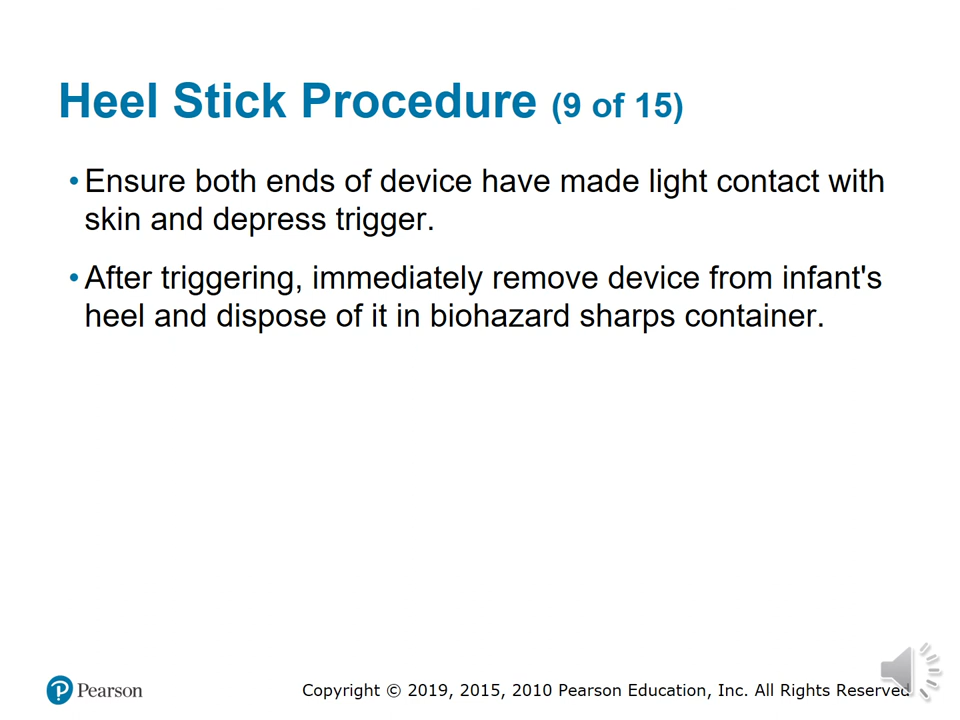 Heel Stick Procedure (9 of 15)
• Ensure both ends of device have made light contact with
skin and depress trigger.
• After triggering, immediately remove device from infant's
heel and dispose of it in biohazard sharps container.
Pearson
Copyright © 2019, 2015, 2010 Pearson Education, Inc. All Rights Reserved